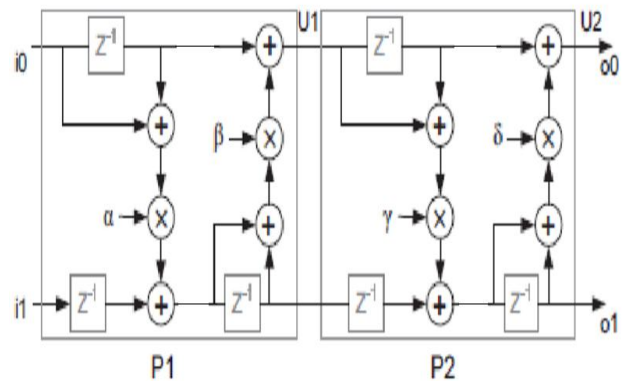 U1 U2
i0 Z⁻¹ + Z⁻¹ + o0
+ +
β × δ ×
α × γ ×
+ +
i1 Z⁻¹ + Z⁻¹ Z⁻¹ + Z⁻¹ o1
P1 P2